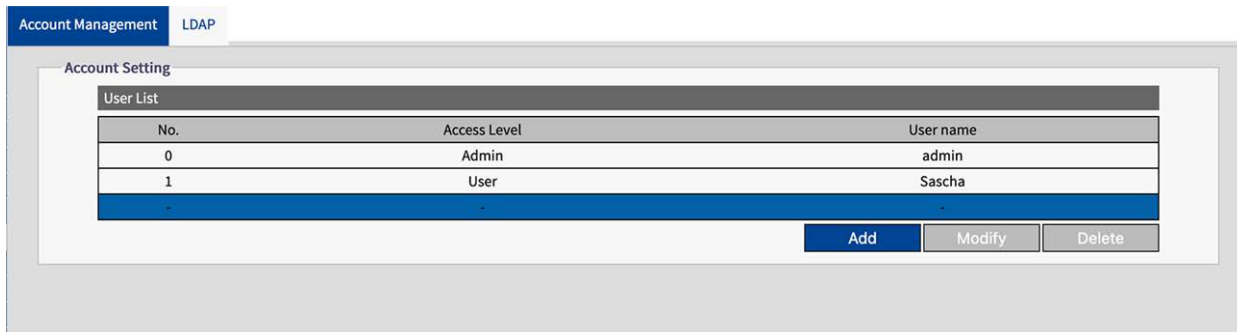 Account Management LDAP
Account Setting
User List
No. Access Level User name
0 Admin admin
1 User Sascha
- - -
Add Modify Delete